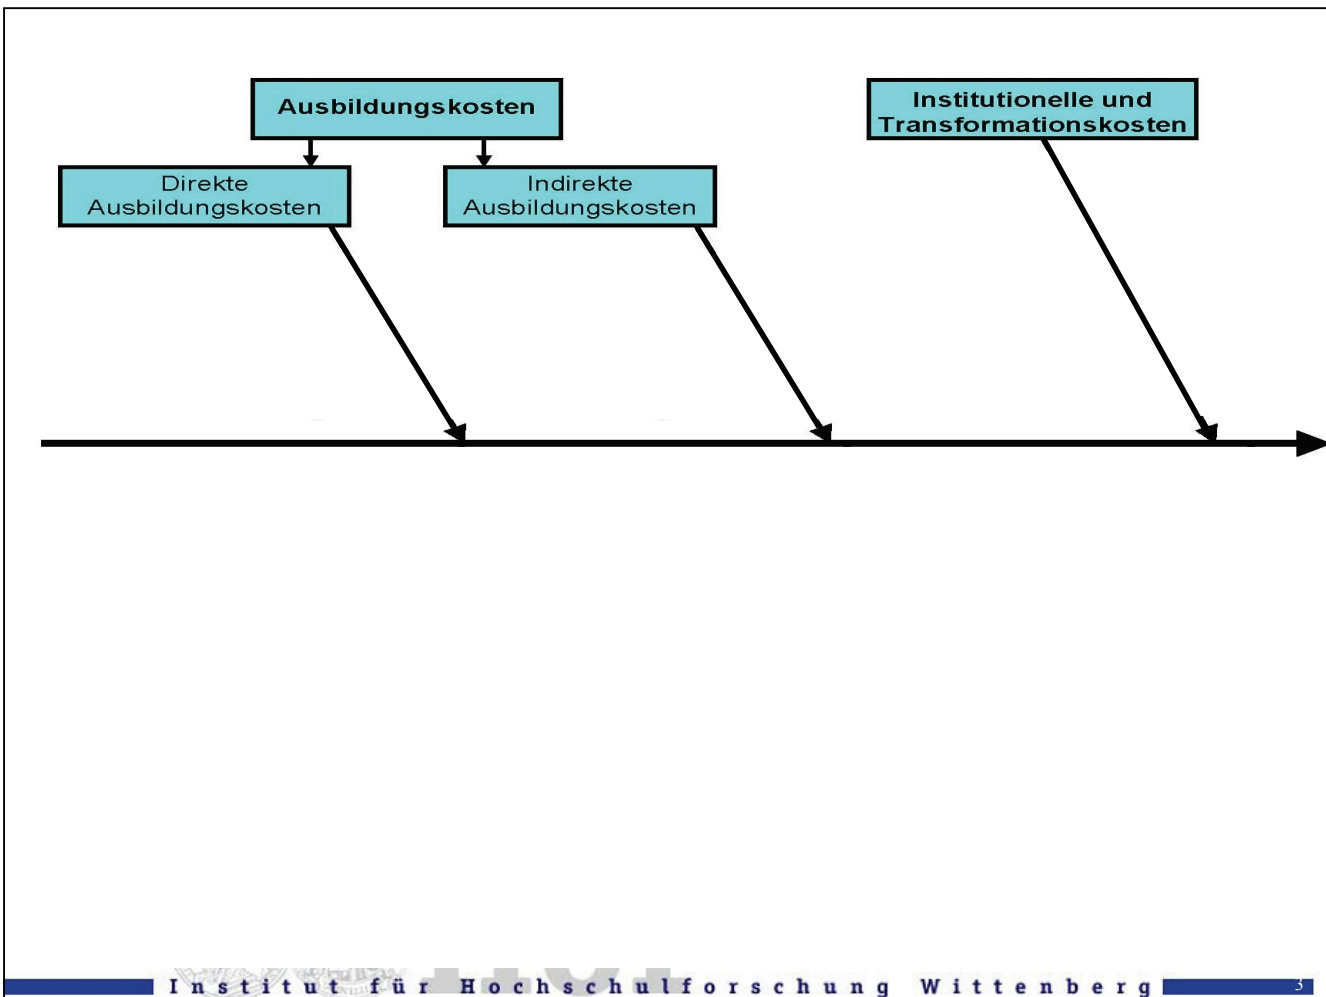 Ausbildungskosten
Institutionelle und
Transformationskosten
Direkte
Ausbildungskosten
Indirekte
Ausbildungskosten
Institut für Hochschulforschung Wittenberg
3